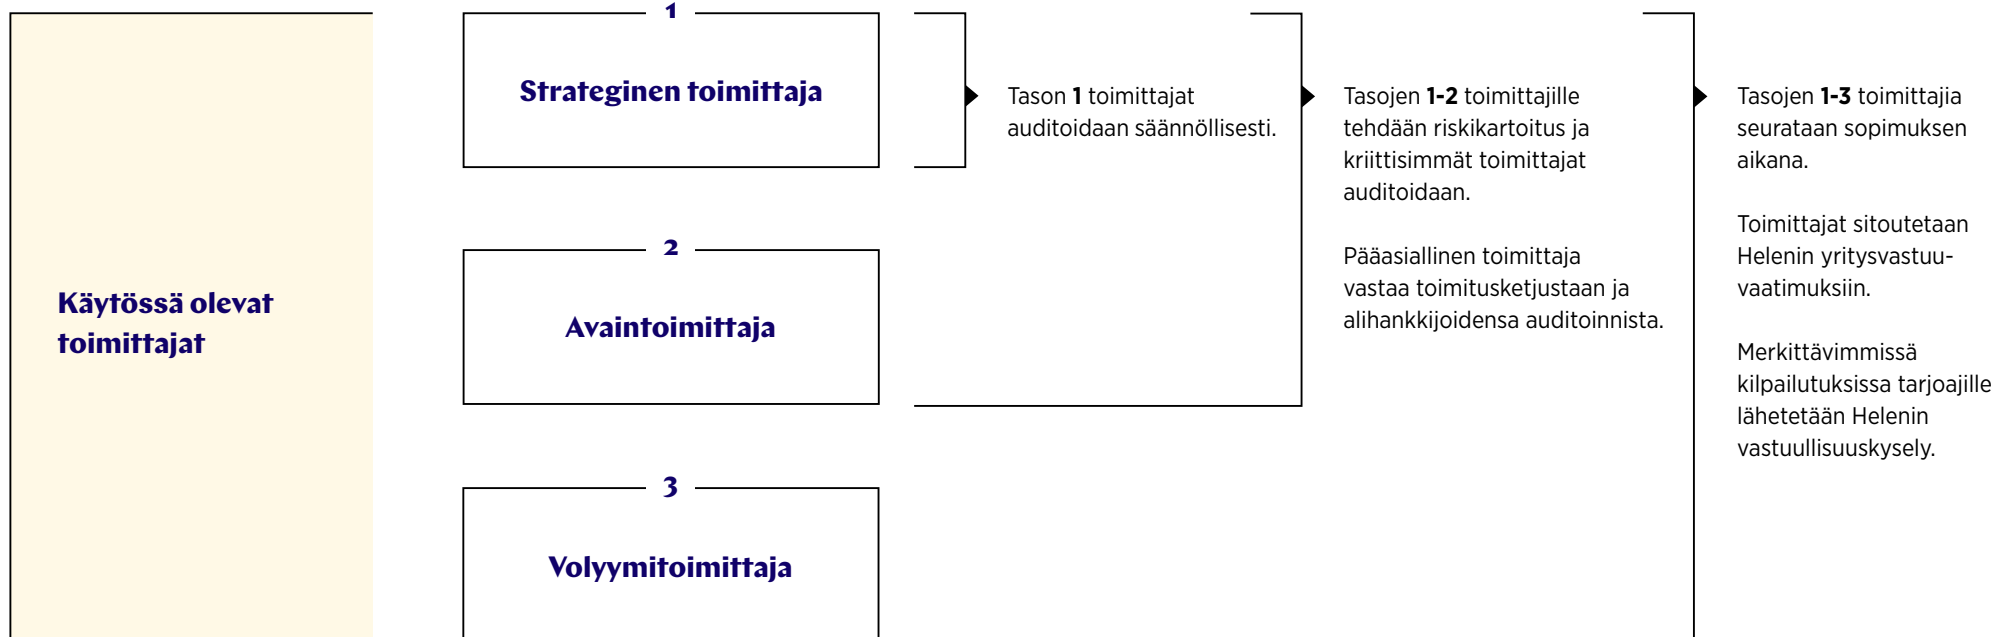 Käytössä olevat
toimittajat
1
Strateginen toimittaja
2
Avaintoimittaja
3
Volyymitoimittaja
Tason 1 toimittajat
auditoidaan säännöllisesti.
Tasojen 1-2 toimittajille
tehdään riskikartoitus ja
kriittisimmät toimittajat
auditoidaan.
Pääasiallinen toimittaja
vastaa toimitusketjustaan ja
alihankkijoidensa auditoinnista.
Tasojen 1-3 toimittajia
seurataan sopimuksen
aikana.
Toimittajat sitoutetaan
Helenin yritysvastuu-
vaatimuksiin.
Merkittävimmissä
kilpailutuksissa tarjoajille
lähetetään Helenin
vastuullisuuskysely.